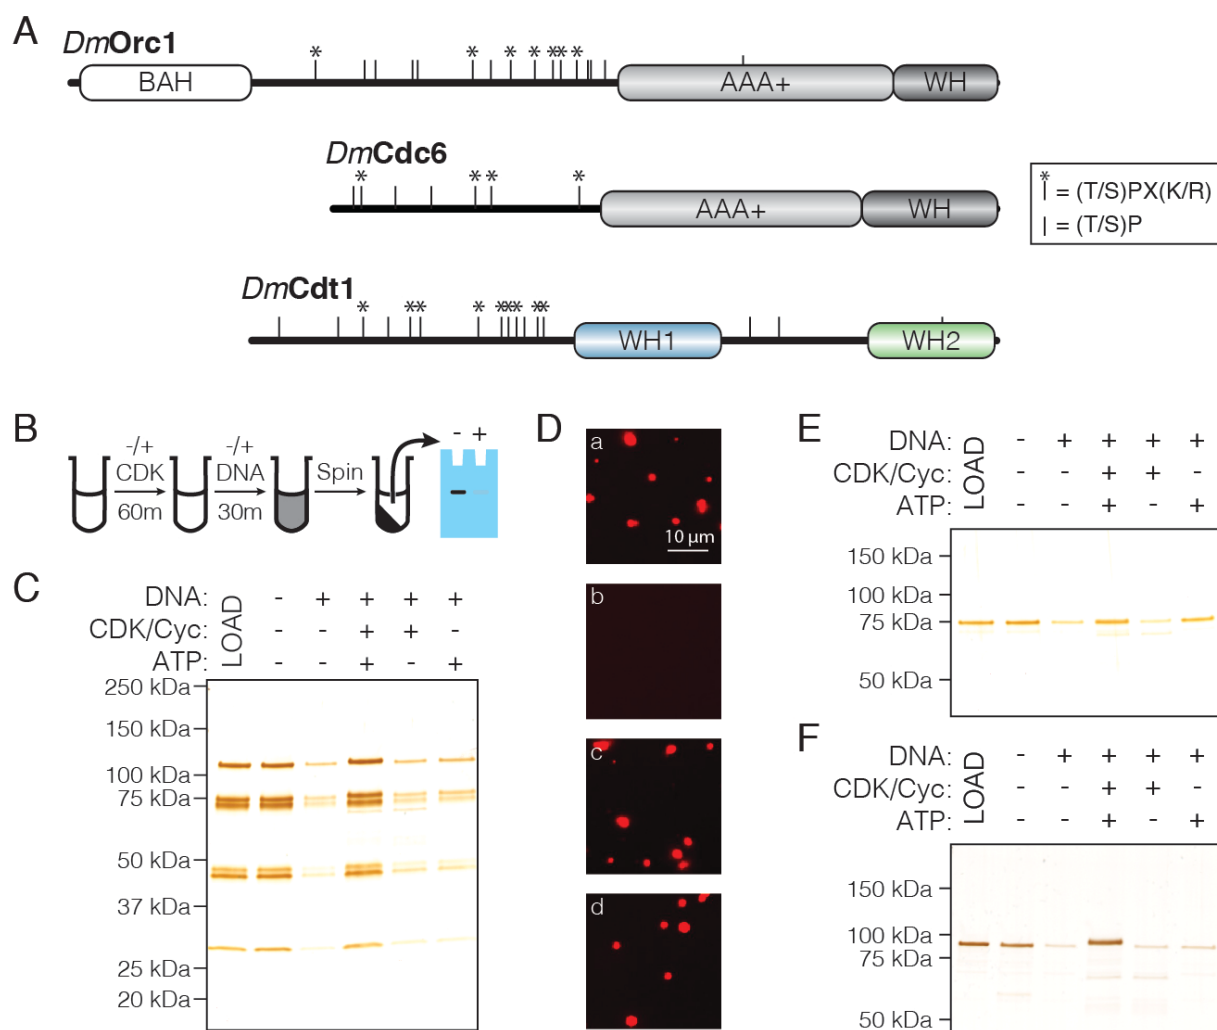 A
DmOrc1
* * * * * * *
BAH
AAA+
WH
DmCdc6
* * * *
AAA+
WH
* = (T/S)PX(K/R)
| = (T/S)P
DmCdt1
* ** * *** **
WH1
WH2
B
-/+ -/+ - +
CDK DNA Spin
60m 30m
C
DNA: LOAD - + + + +
CDK/Cyc: - - + + -
ATP: - - + - +
250 kDa
150 kDa
100 kDa
75 kDa
50 kDa
37 kDa
25 kDa
20 kDa
D
a
10 µm
b
c
d
E
DNA: LOAD - + + + +
CDK/Cyc: - - + + -
ATP: - - + - +
150 kDa
100 kDa
75 kDa
50 kDa
F
DNA: LOAD - + + + +
CDK/Cyc: - - + + -
ATP: - - + - +
150 kDa
100 kDa
75 kDa
50 kDa